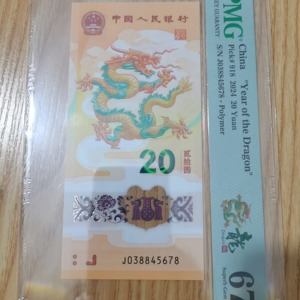 中国人民银行
20
贰拾圆
J038845678
PMG
China
"Year of the Dragon"
Pick# 918 2024 20 Yuan
S/N J038845678 - Polymer
龍
67